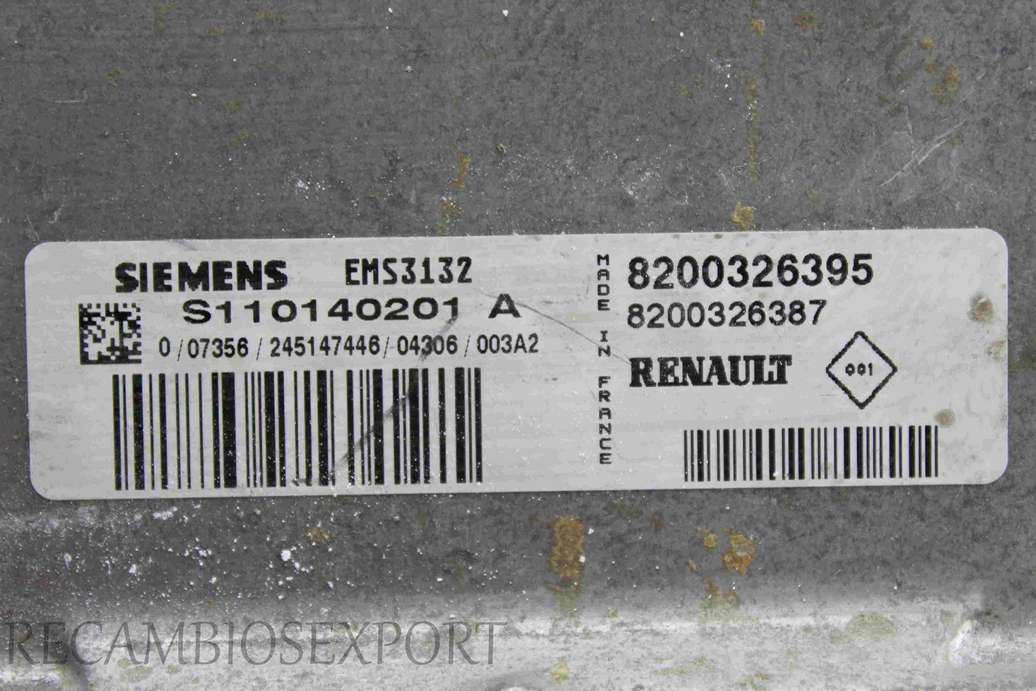 SIEMENS EMS3132
S110140201 A
0/07356/245147446/04306/003A2
MADE IN FRANCE
8200326395
8200326387
RENAULT 001
RECAMBIOSEXPORT